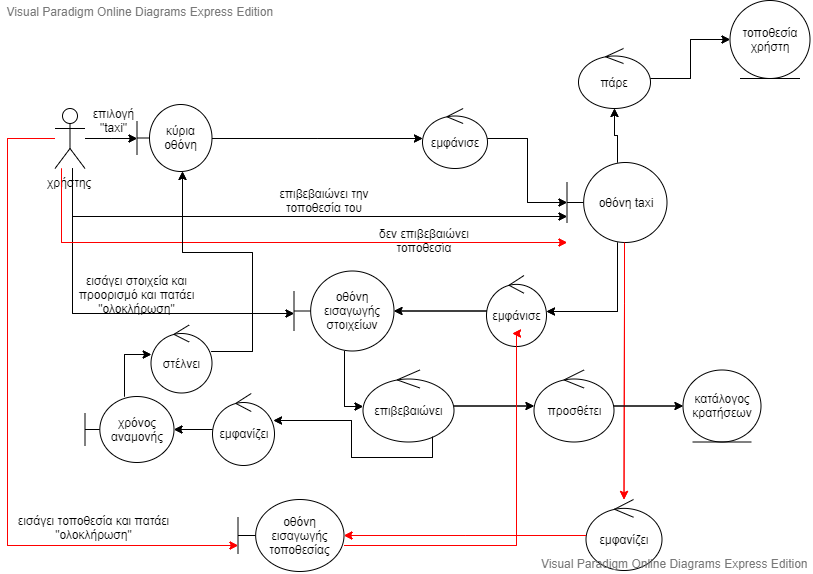 Visual Paradigm Online Diagrams Express Edition
τοποθεσία
χρήστη
πάρε
επιλογή
"taxi"
κύρια
οθόνη
εμφάνισε
χρήστης
επιβεβαιώνει την
τοποθεσία του
οθόνη taxi
δεν επιβεβαιώνει
τοποθεσία
εισάγει στοιχεία και
προορισμό και πατάει
"ολοκλήρωση"
οθόνη
εισαγωγής
στοιχείων
εμφάνισε
στέλνει
χρόνος
αναμονής
εμφανίζει
επιβεβαιώνει
προσθέτει
κατάλογος
κρατήσεων
εισάγει τοποθεσία και πατάει
"ολοκλήρωση"
οθόνη
εισαγωγής
τοποθεσίας
εμφανίζει
Visual Paradigm Online Diagrams Express Edition